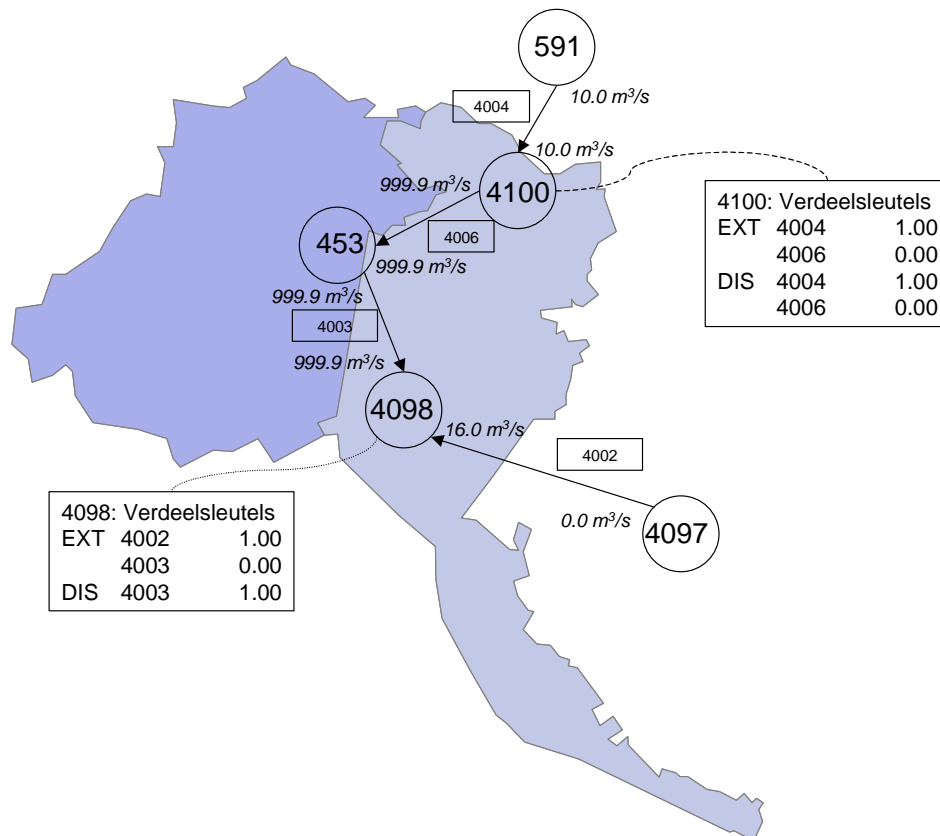 591
10.0 m³/s
4004
10.0 m³/s
4100
999.9 m³/s
4006
453
999.9 m³/s
999.9 m³/s
4003
999.9 m³/s
4098
16.0 m³/s
4002
0.0 m³/s
4097
4100: Verdeelsleutels
EXT 4004 1.00
4006 0.00
DIS 4004 1.00
4006 0.00
4098: Verdeelsleutels
EXT 4002 1.00
4003 0.00
DIS 4003 1.00